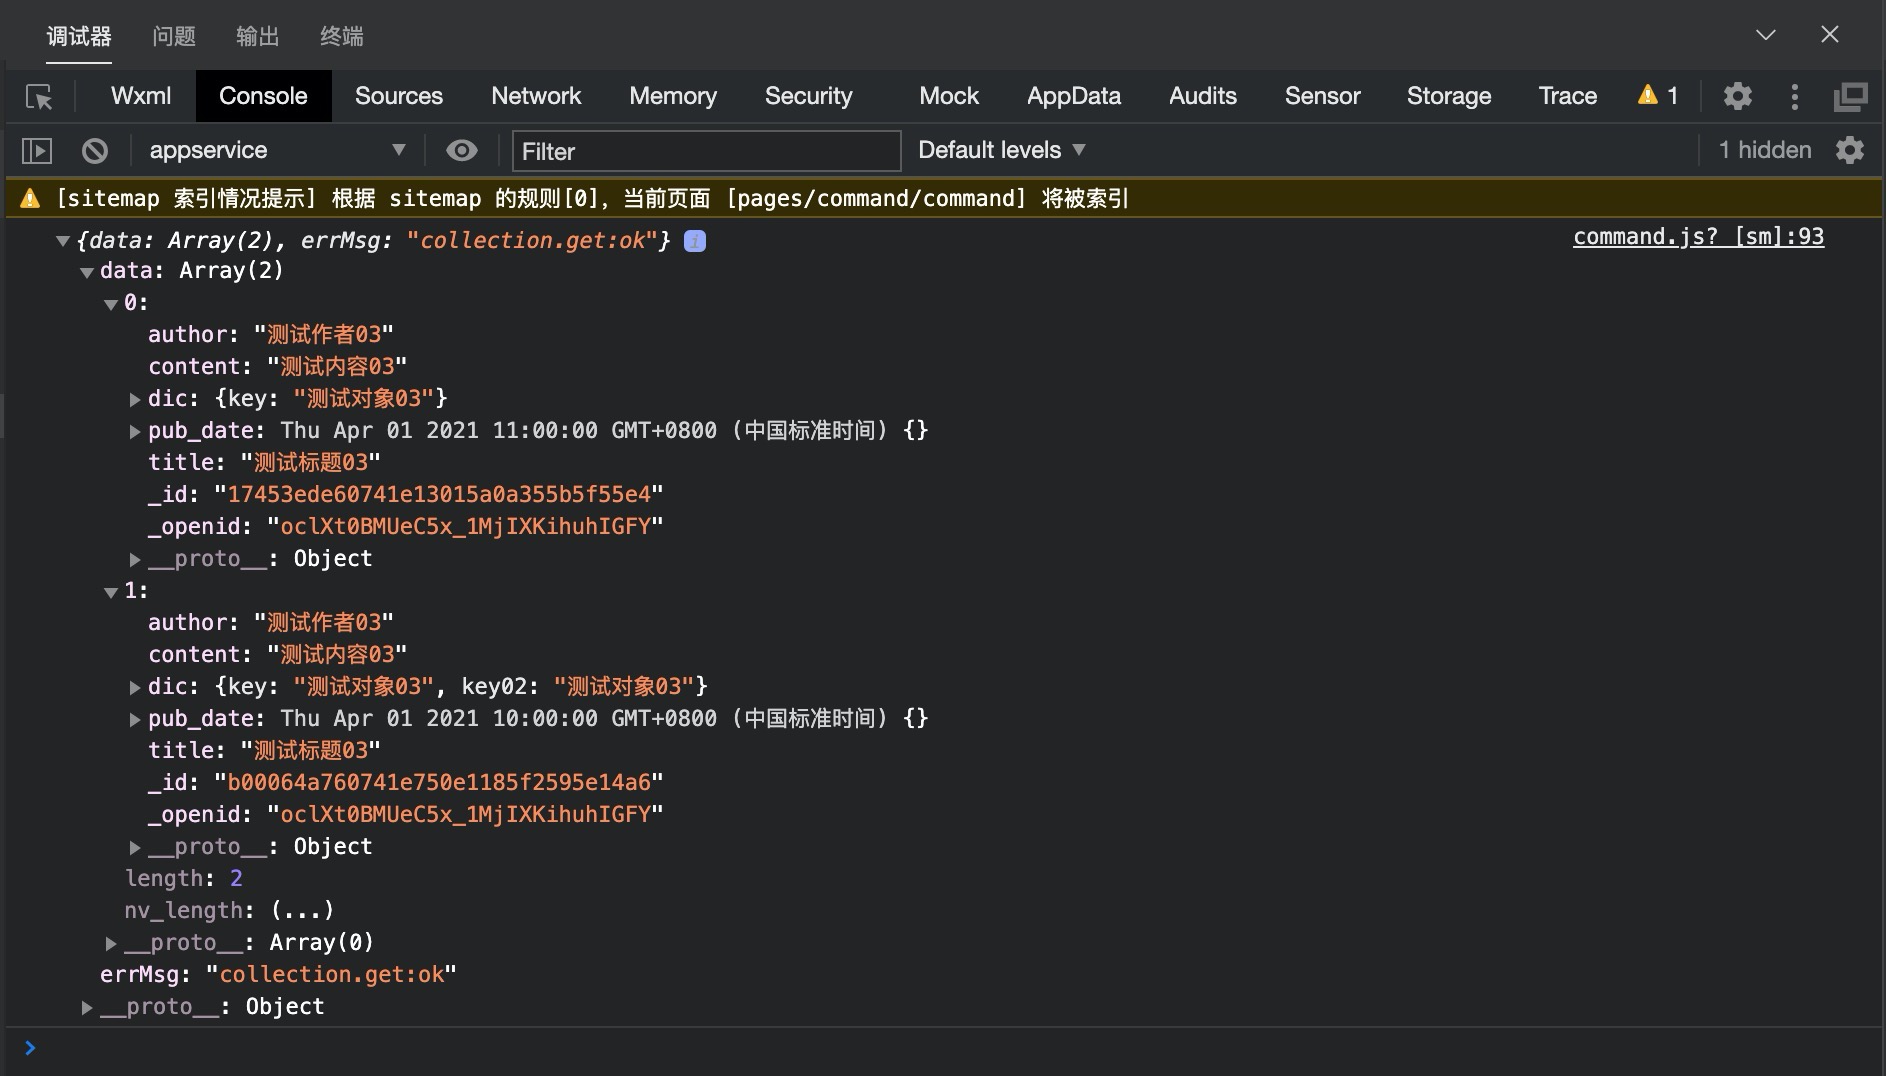 调试器 问题 输出 终端
Wxml Console Sources Network Memory Security Mock AppData Audits Sensor Storage Trace 1
appservice Filter Default levels 1 hidden
[sitemap 索引情况提示] 根据 sitemap 的规则[0]，当前页面 [pages/command/command] 将被索引
{data: Array(2), errMsg: "collection.get:ok"} i command.js? [sm]:93
data: Array(2)
0:
author: "测试作者03"
content: "测试内容03"
dic: {key: "测试对象03"}
pub_date: Thu Apr 01 2021 11:00:00 GMT+0800 (中国标准时间) {}
title: "测试标题03"
_id: "17453ede60741e13015a0a355b5f55e4"
_openid: "oclXt0BMUeC5x_1MjIXKihuhIGFY"
__proto__: Object
1:
author: "测试作者03"
content: "测试内容03"
dic: {key: "测试对象03", key02: "测试对象03"}
pub_date: Thu Apr 01 2021 10:00:00 GMT+0800 (中国标准时间) {}
title: "测试标题03"
_id: "b00064a760741e750e1185f2595e14a6"
_openid: "oclXt0BMUeC5x_1MjIXKihuhIGFY"
__proto__: Object
length: 2
nv_length: (...)
__proto__: Array(0)
errMsg: "collection.get:ok"
__proto__: Object